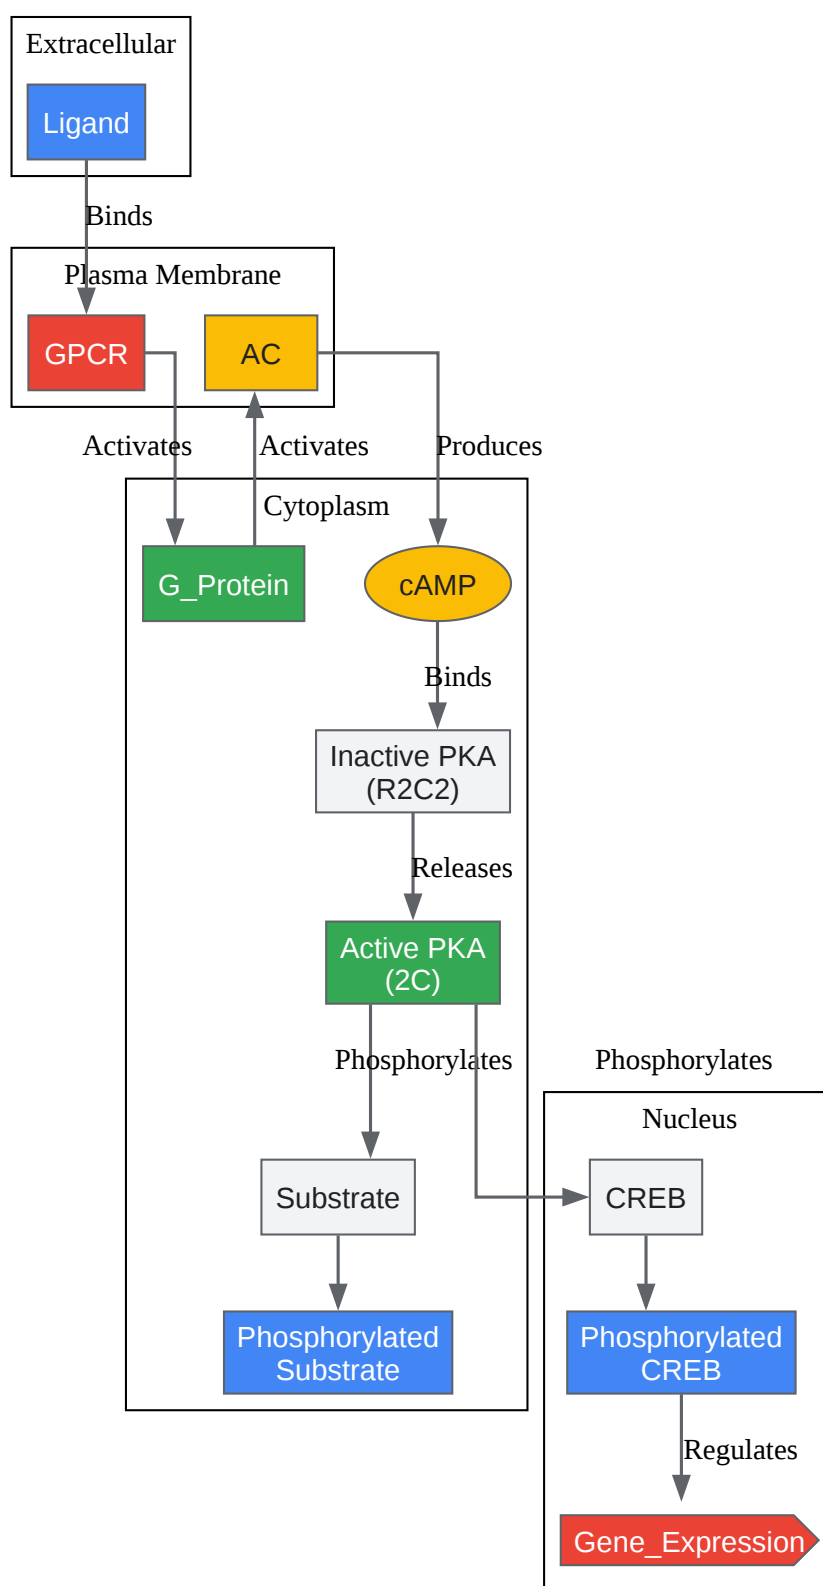 Extracellular
Ligand
Binds
Plasma Membrane
GPCR
AC
Activates
Activates
Produces
Cytoplasm
G_Protein
cAMP
Binds
Inactive PKA
(R2C2)
Releases
Active PKA
(2C)
Phosphorylates
Phosphorylates
Nucleus
Substrate
CREB
Phosphorylated
Substrate
Phosphorylated
CREB
Regulates
Gene_Expression